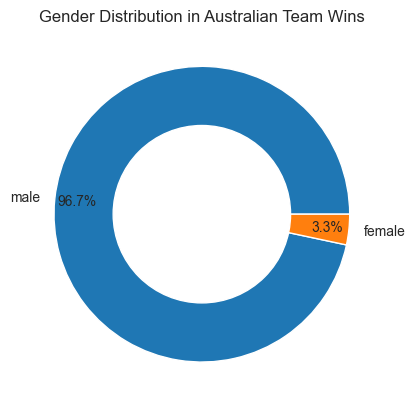 Gender Distribution in Australian Team Wins
male
96.7%
3.3%
female